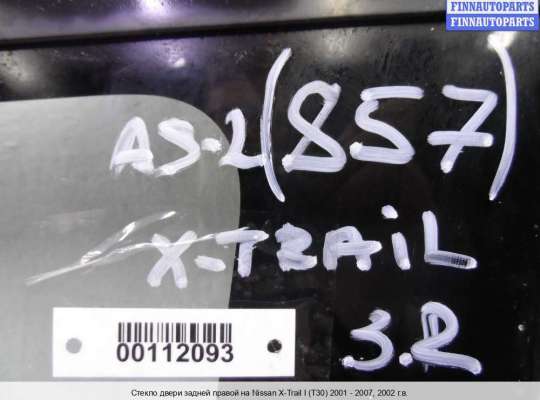 FINNAUTOPARTS
FINNAUTOPARTS
AS-2 (857)
X-TRAiL
3.2
00112093
Стекло двери задней правой на Nissan X-Trail I (T30) 2001 - 2007, 2002 г.в.